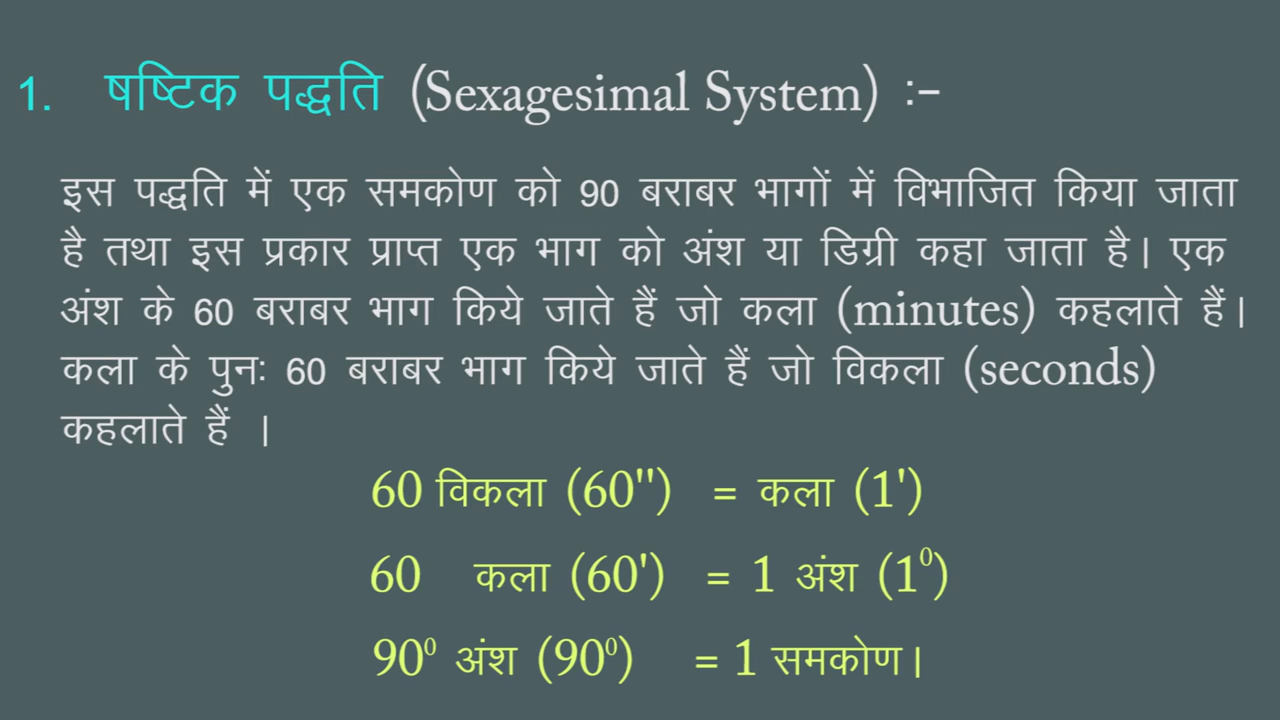 1. षष्टिक पद्धति (Sexagesimal System) :-
इस पद्धति में एक समकोण को 90 बराबर भागों में विभाजित किया जाता
है तथा इस प्रकार प्राप्त एक भाग को अंश या डिग्री कहा जाता है। एक
अंश के 60 बराबर भाग किये जाते हैं जो कला (minutes) कहलाते हैं।
कला के पुनः 60 बराबर भाग किये जाते हैं जो विकला (seconds)
कहलाते हैं ।
60 विकला (60'') = कला (1')
60 कला (60') = 1 अंश (1⁰)
90⁰ अंश (90⁰) = 1 समकोण।